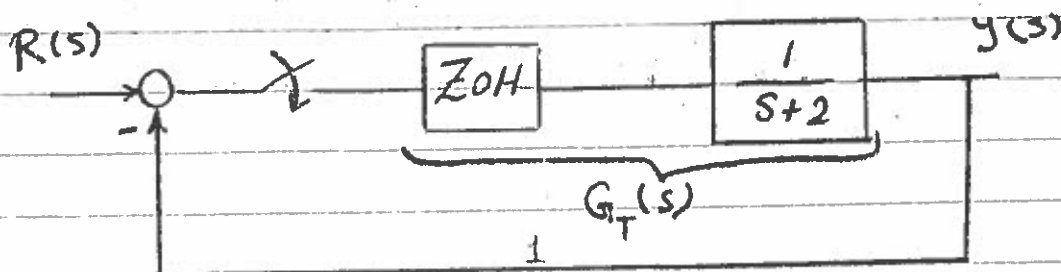 R(S)
y(s)
-
ZOH
1
S+2
G_T(s)
1